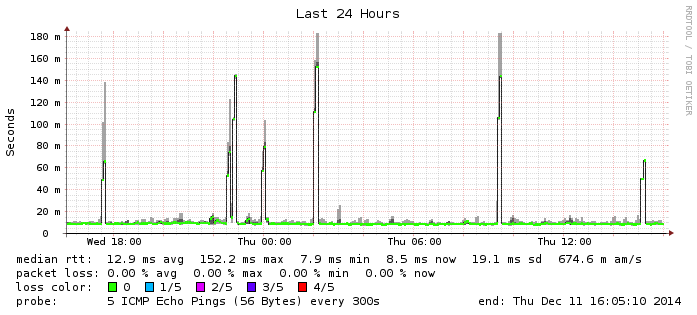 Last 24 Hours
RRDTOOL / TOBI OETIKER
Seconds
180 m
160 m
140 m
120 m
100 m
80 m
60 m
40 m
20 m
0
Wed 18:00 Thu 00:00 Thu 06:00 Thu 12:00
median rtt: 12.9 ms avg 152.2 ms max 7.9 ms min 8.5 ms now 19.1 ms sd 674.6 m am/s
packet loss: 0.00 % avg 0.00 % max 0.00 % min 0.00 % now
loss color: 0 1/5 2/5 3/5 4/5
probe: 5 ICMP Echo Pings (56 Bytes) every 300s end: Thu Dec 11 16:05:10 2014